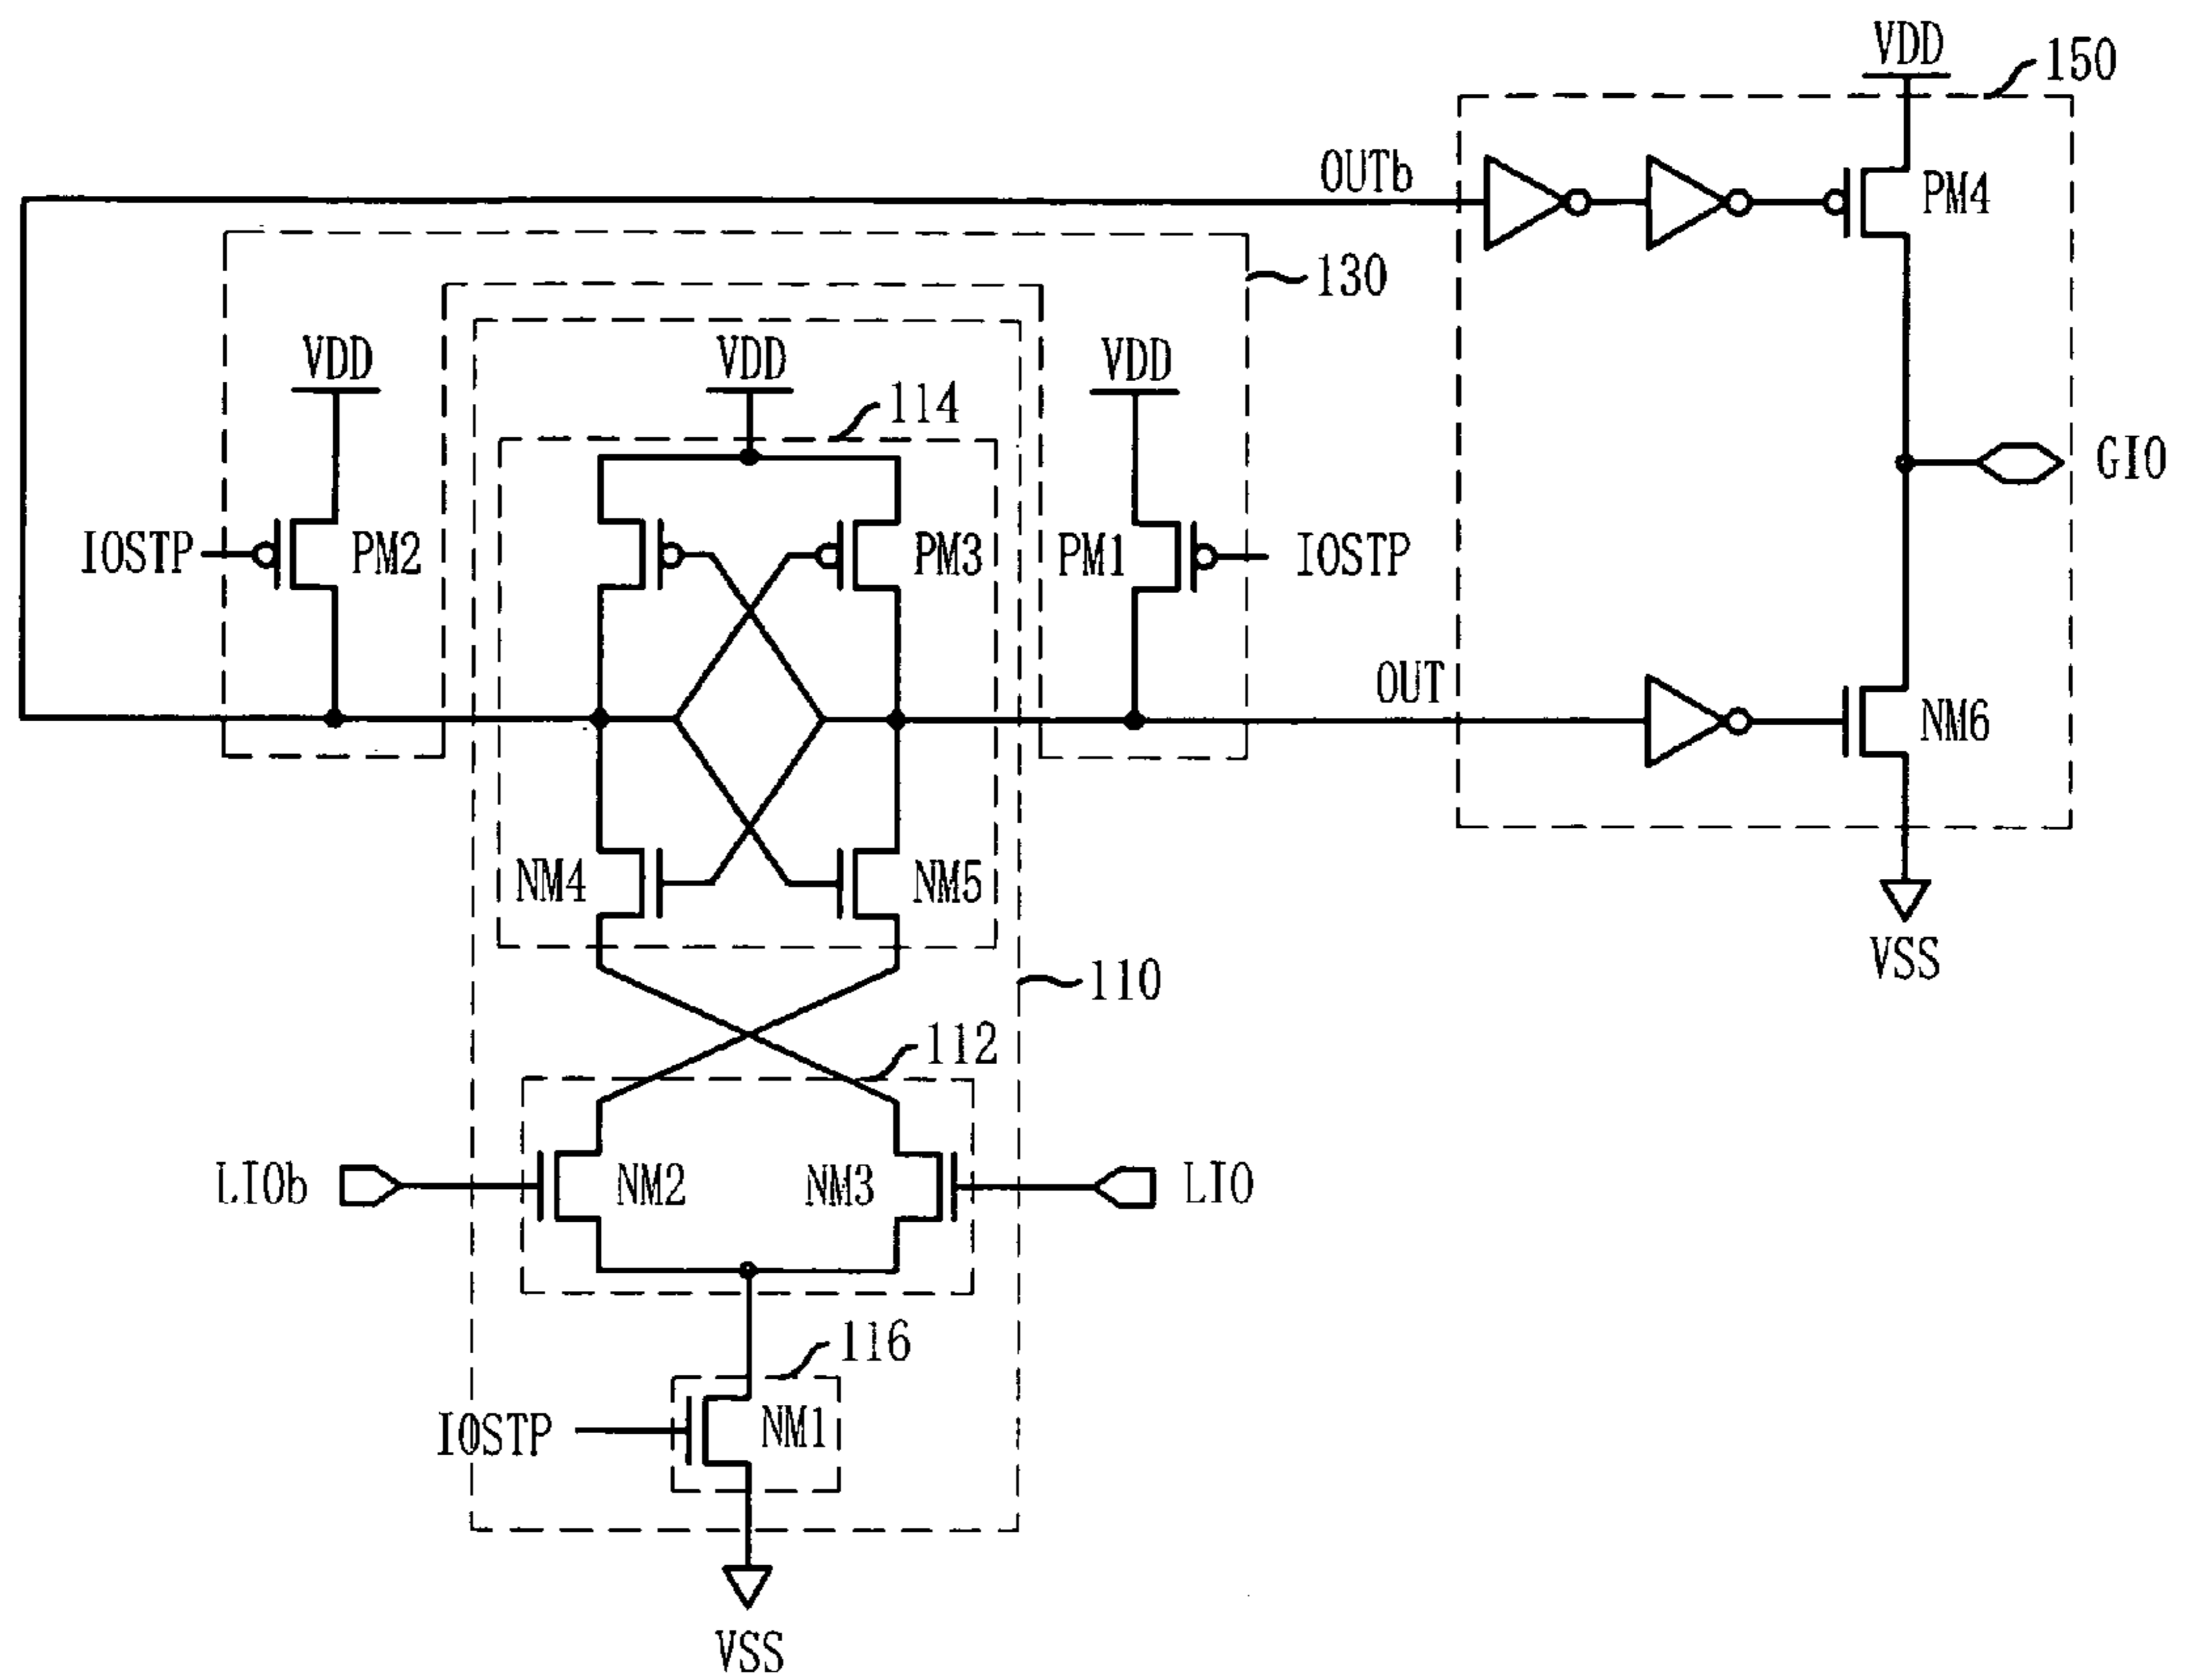 VDD
150
OUTb
PM4
130
VDD
VDD
VDD
114
GIO
IOSTP
PM2
PM3
PM1
IOSTP
OUT
NM6
NM4
NM5
VSS
110
112
LIOb
NM2
NM3
LIO
116
IOSTP
NM1
VSS